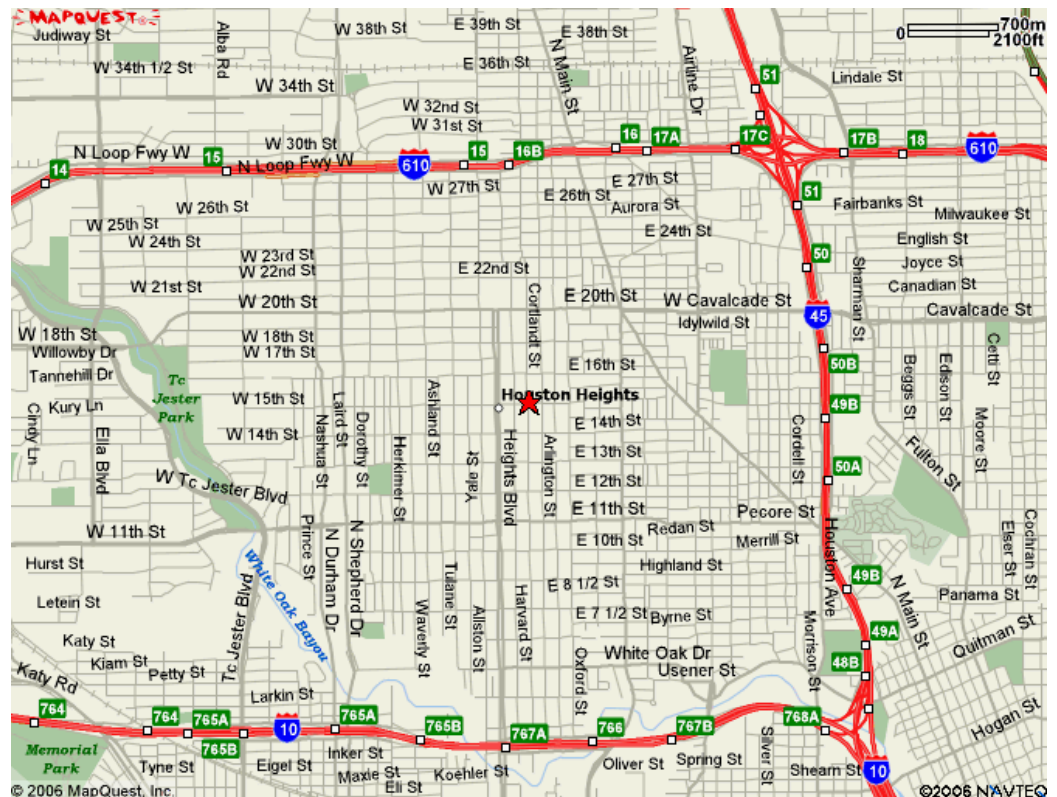 MAPQUEST
Judiway St
Alba Rd
W 38th St
E 39th St
E 38th St
N Main St
Airline Dr
0 700m
2100ft
W 34th 1/2 St
E 36th St
51
Lindale St
W 34th St
W 32nd St
W 31st St
N Loop Fwy W
W 30th St
15
N Loop Fwy W
14
610
15
16B
16
17A
17C
17B
18
610
W 27th St
E 27th St
E 26th St
Aurora St
51
Fairbanks St
Milwaukee St
W 26th St
W 25th St
W 24th St
E 24th St
English St
W 23rd St
W 22nd St
E 22nd St
50
Sharman St
Joyce St
Canadian St
W 21st St
W 20th St
Cortlandt St
E 20th St
W Cavalcade St
Idylwild St
45
Cavalcade St
W 18th St
Willowby Dr
W 18th St
W 17th St
Tannehill Dr
E 16th St
50B
Cetti St
Edison St
Beggs St
Tc
Jester
Park
Kury Ln
Cindy Ln
Ella Blvd
W 15th St
W 14th St
Nashua St
Laird St
Dorothy St
Herkimer St
Ashland St
Yale St
Houston Heights
Heights Blvd
Arlington St
E 14th St
E 13th St
E 12th St
E 11th St
E 10th St
Cordell St
49B
50A
Moore St
Fulton St
W Tc Jester Blvd
W 11th St
Pecore St
Redan St
Merrill St
Houston Ave
Elser St
Cochran St
Hurst St
Prince St
N Durham Dr
N Shepherd Dr
Highland St
White Oak Bayou
Letein St
Tc Jester Blvd
Tulane St
Waverly St
Allston St
Harvard St
E 8 1/2 St
E 7 1/2 St
Byrne St
49B
N Main St
Panama St
Katy St
Kiam St
Petty St
Katy Rd
Oxford St
White Oak Dr
Usener St
Morrison St
49A
48B
Quitman St
Larkin St
Hogan St
764
764
765A
765B
10
765A
765B
767A
766
767B
768A
Memorial
Park
Tyne St
Eigel St
Inker St
Maxie St
Eli St
Koehler St
Oliver St
Spring St
Silver St
Shearn St
10
© 2006 MapQuest, Inc.
©2006 NAVTEQ